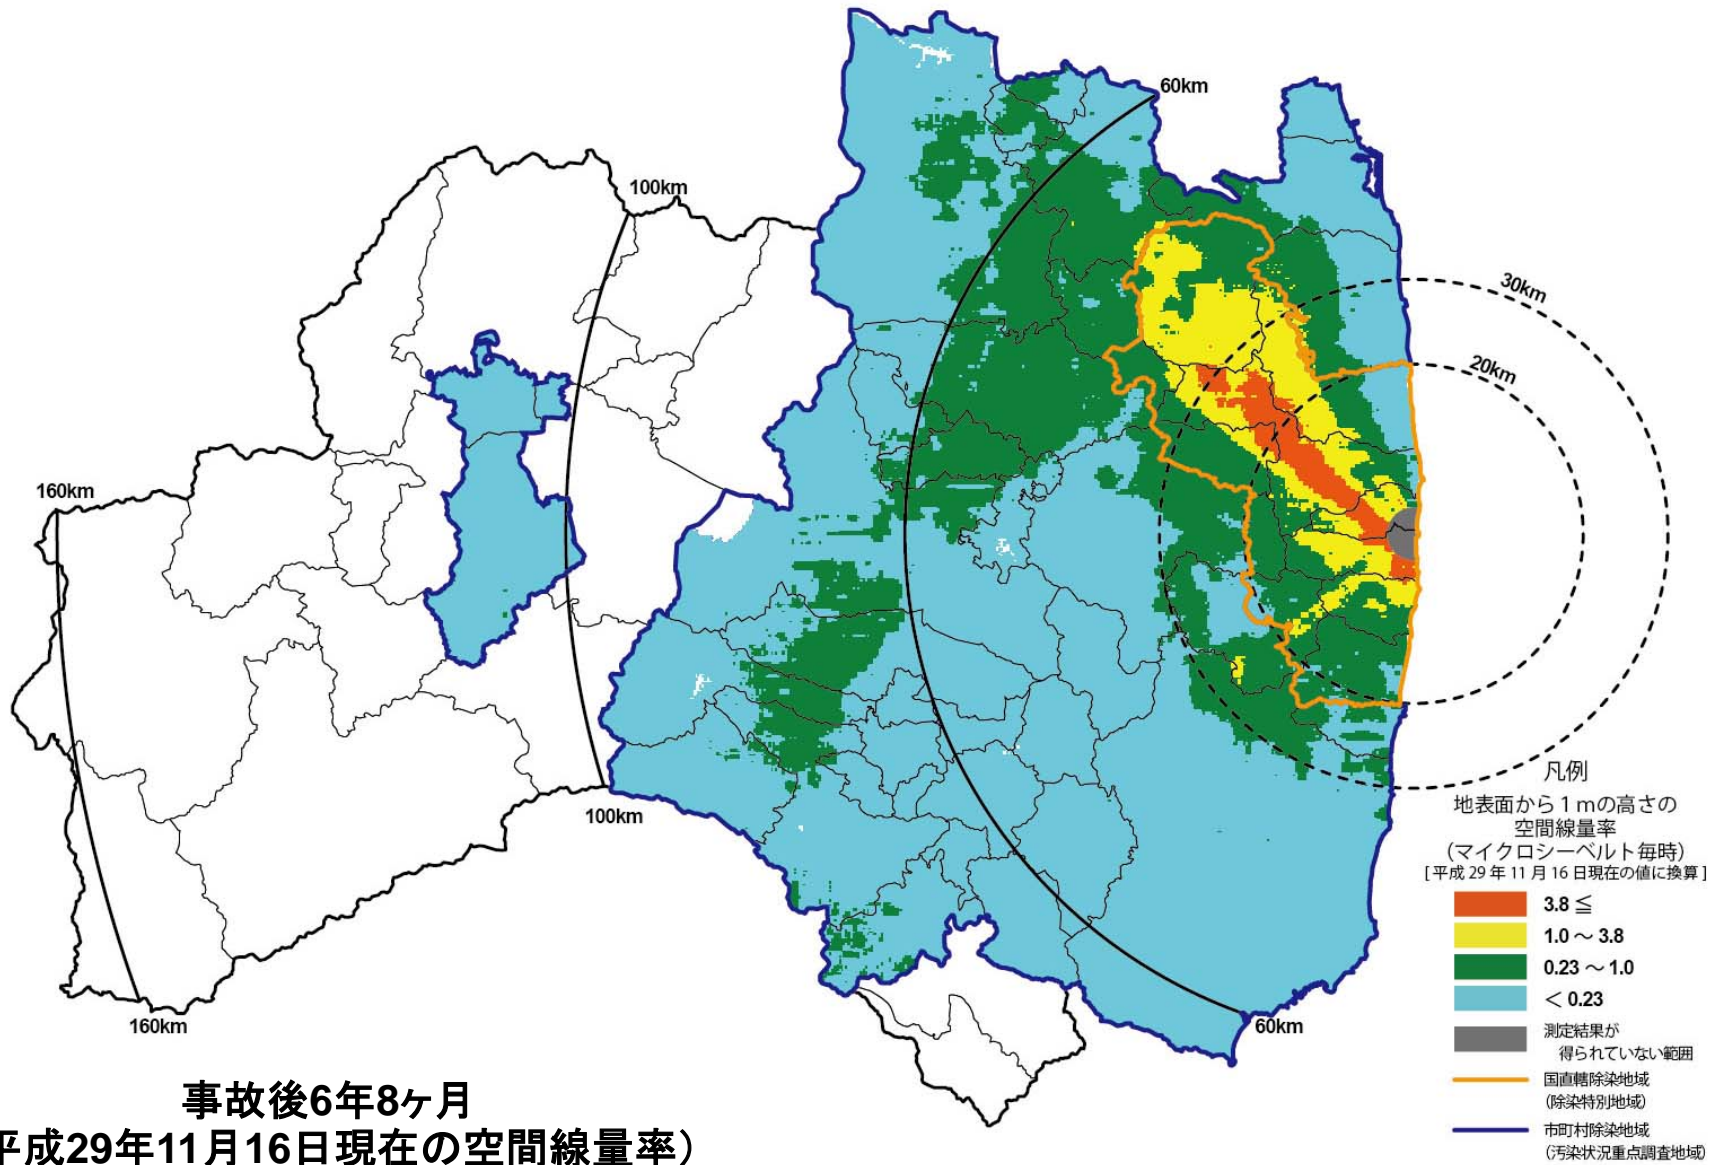 60km
100km
30km
20km
160km
100km
160km
60km
凡例
地表面から1mの高さの
空間線量率
(マイクロシーベルト毎時)
[平成29年11月16日現在の値に換算]
3.8≦
1.0～3.8
0.23～1.0
＜0.23
測定結果が
得られていない範囲
国直轄除染地域
(除染特別地域)
市町村除染地域
(汚染状況重点調査地域)
事故後6年8ヶ月
平成29年11月16日現在の空間線量率）